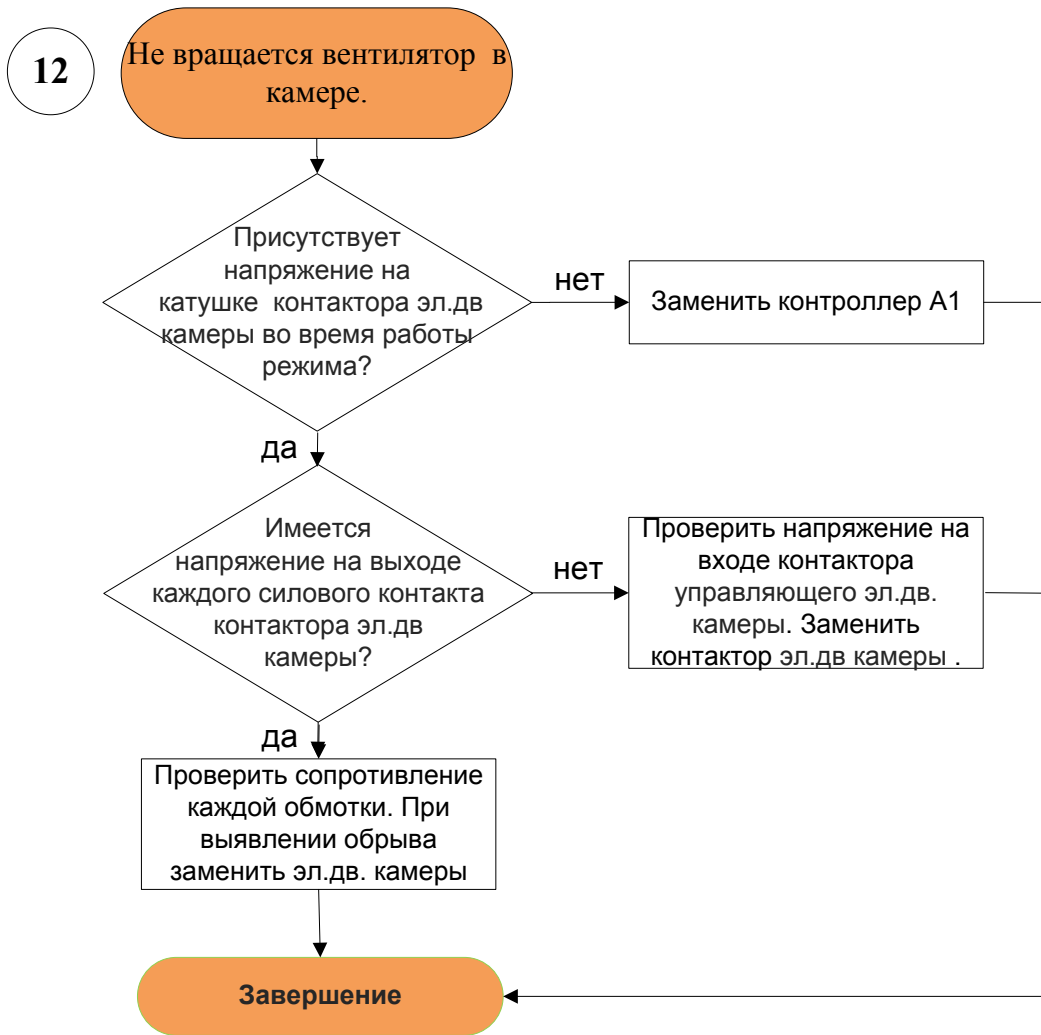 12
Не вращается вентилятор в
камере.
Присутствует
напряжение на
катушке контактора эл.дв
камеры во время работы
режима?
нет
Заменить контроллер А1
да
Имеется
напряжение на выходе
каждого силового контакта
контактора эл.дв
камеры?
нет
Проверить напряжение на
входе контактора
управляющего эл.дв.
камеры. Заменить
контактор эл.дв камеры .
да
Проверить сопротивление
каждой обмотки. При
выявлении обрыва
заменить эл.дв. камеры
Завершение